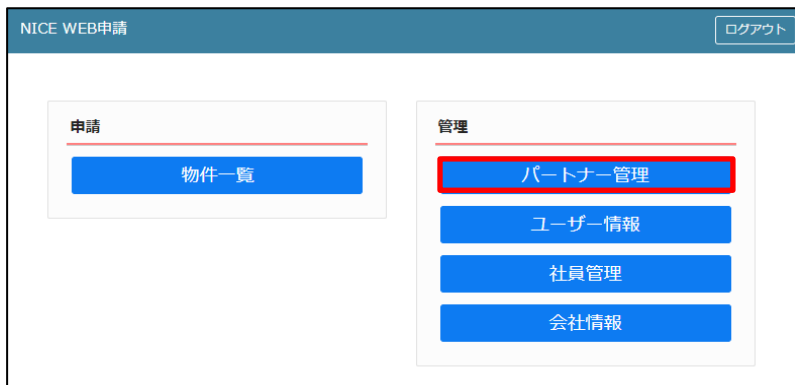 NICE WEB申請
ログアウト
申請
物件一覧
管理
パートナー管理
ユーザー情報
社員管理
会社情報